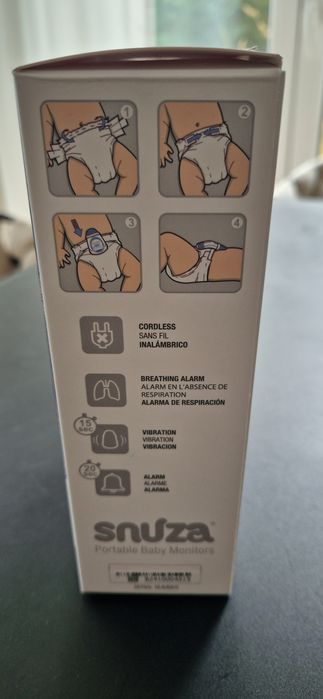 1
2
3
4
CORDLESS
SANS FIL
INALÁMBRICO
BREATHING ALARM
ALARM EN L'ABSENCE DE
RESPIRATION
ALARMA DE RESPIRACIÓN
15
SEC
VIBRATION
VIBRATION
VIBRACION
20
SEC
ALARM
ALARME
ALARMA
snuza
Portable Baby Monitors